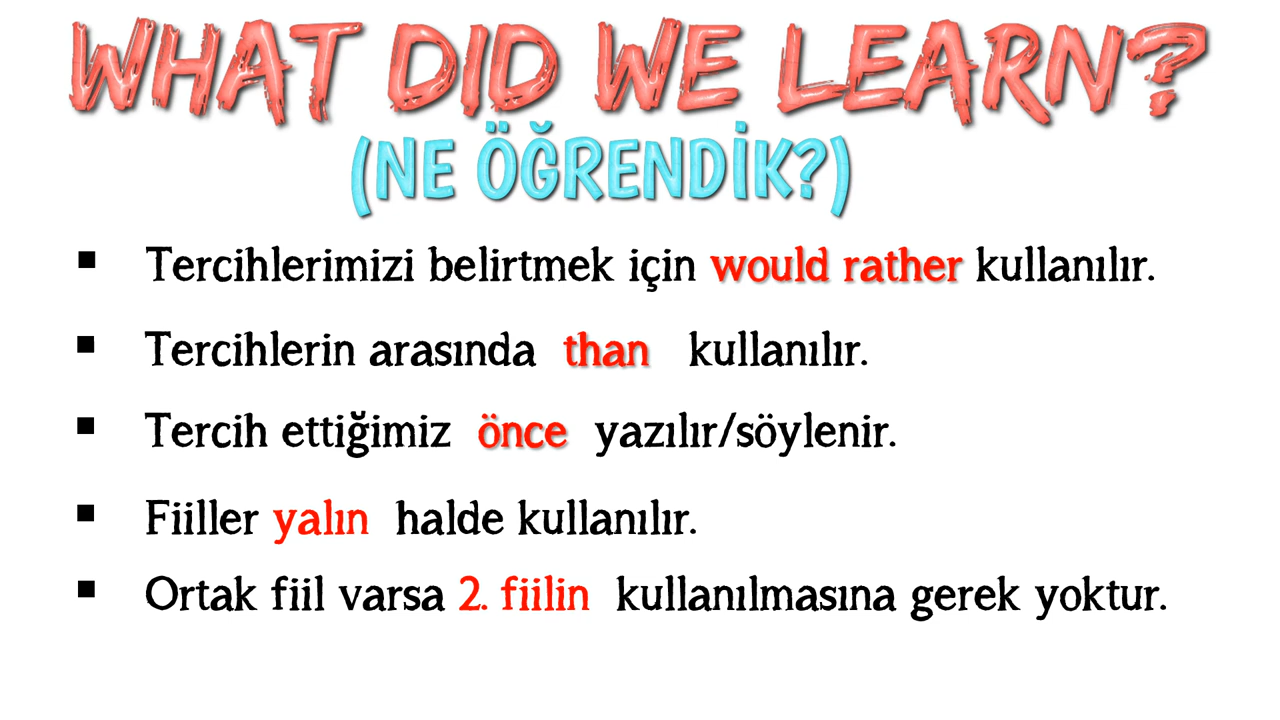 WHAT DID WE LEARN?
(NE ÖĞRENDİK?)
▪ Tercihlerimizi belirtmek için would rather kullanılır.
▪ Tercihlerin arasında than kullanılır.
▪ Tercih ettiğimiz önce yazılır/söylenir.
▪ Fiiller yalın halde kullanılır.
▪ Ortak fiil varsa 2. fiilin kullanılmasına gerek yoktur.